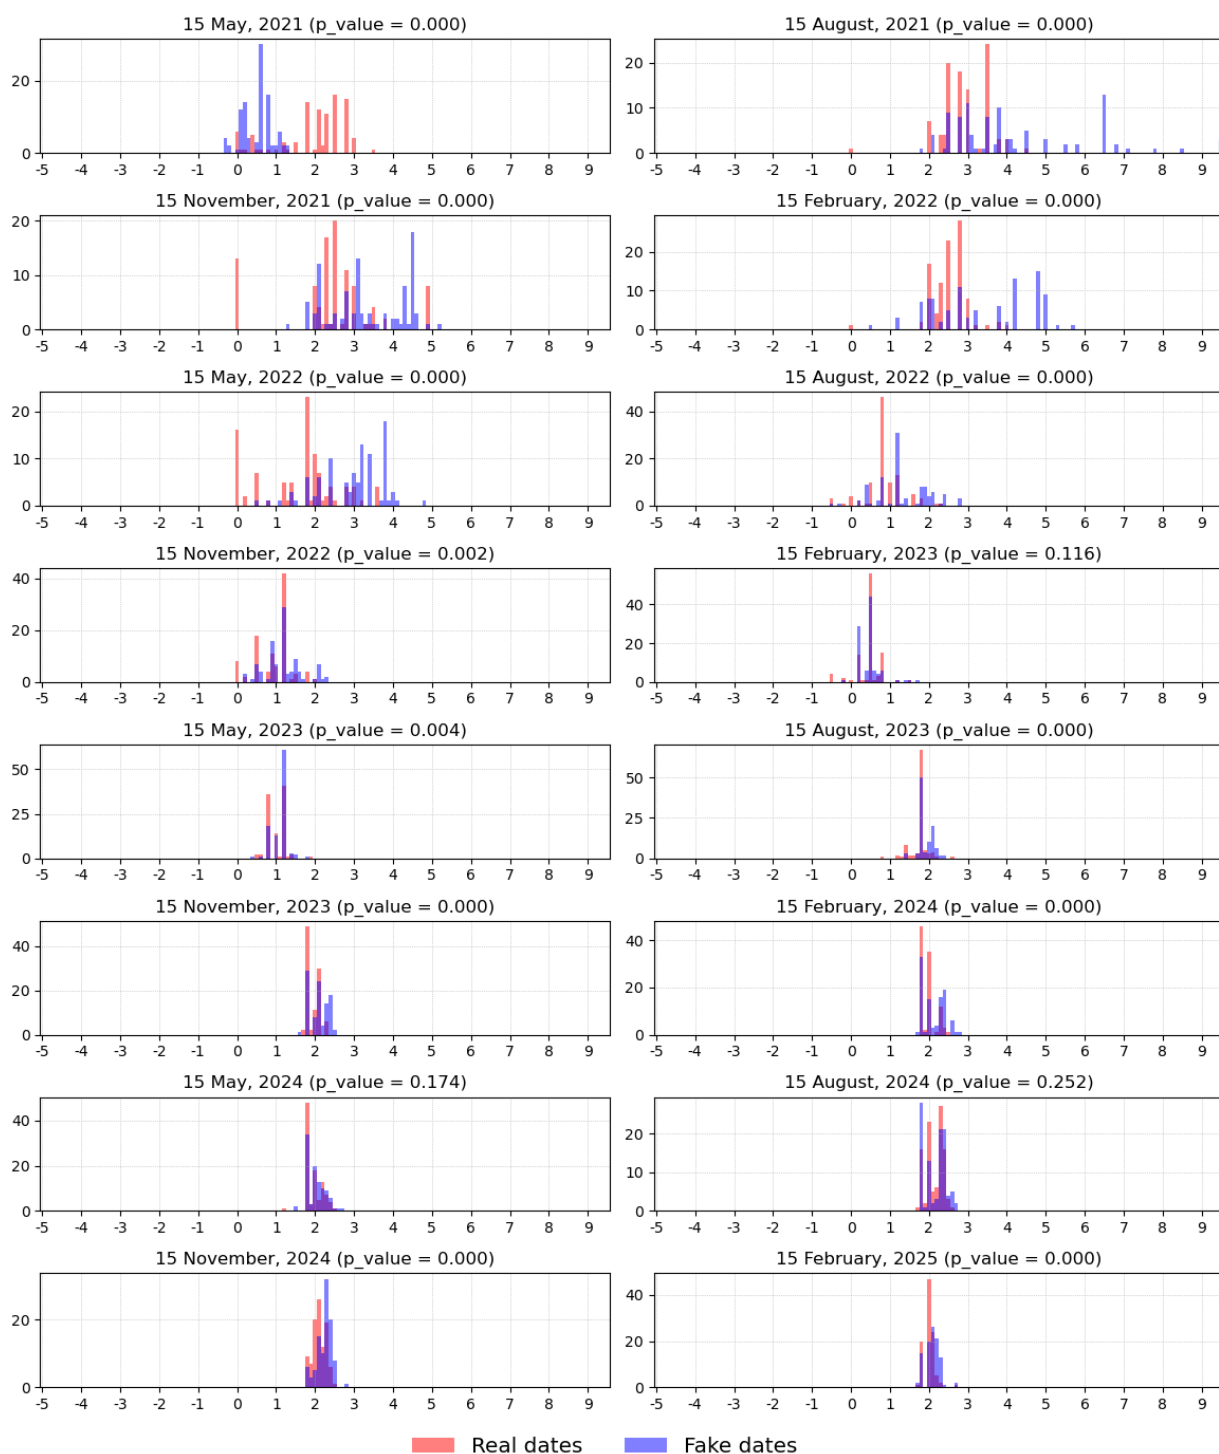 15 May, 2021 (p_value = 0.000)
20
0
-5 -4 -3 -2 -1 0 1 2 3 4 5 6 7 8 9
15 August, 2021 (p_value = 0.000)
20
10
0
-5 -4 -3 -2 -1 0 1 2 3 4 5 6 7 8 9
15 November, 2021 (p_value = 0.000)
20
10
0
-5 -4 -3 -2 -1 0 1 2 3 4 5 6 7 8 9
15 February, 2022 (p_value = 0.000)
20
10
0
-5 -4 -3 -2 -1 0 1 2 3 4 5 6 7 8 9
15 May, 2022 (p_value = 0.000)
20
10
0
-5 -4 -3 -2 -1 0 1 2 3 4 5 6 7 8 9
15 August, 2022 (p_value = 0.000)
40
20
0
-5 -4 -3 -2 -1 0 1 2 3 4 5 6 7 8 9
15 November, 2022 (p_value = 0.002)
40
20
0
-5 -4 -3 -2 -1 0 1 2 3 4 5 6 7 8 9
15 February, 2023 (p_value = 0.116)
40
20
0
-5 -4 -3 -2 -1 0 1 2 3 4 5 6 7 8 9
15 May, 2023 (p_value = 0.004)
50
25
0
-5 -4 -3 -2 -1 0 1 2 3 4 5 6 7 8 9
15 August, 2023 (p_value = 0.000)
50
25
0
-5 -4 -3 -2 -1 0 1 2 3 4 5 6 7 8 9
15 November, 2023 (p_value = 0.000)
40
20
0
-5 -4 -3 -2 -1 0 1 2 3 4 5 6 7 8 9
15 February, 2024 (p_value = 0.000)
40
20
0
-5 -4 -3 -2 -1 0 1 2 3 4 5 6 7 8 9
15 May, 2024 (p_value = 0.174)
40
20
0
-5 -4 -3 -2 -1 0 1 2 3 4 5 6 7 8 9
15 August, 2024 (p_value = 0.252)
20
10
0
-5 -4 -3 -2 -1 0 1 2 3 4 5 6 7 8 9
15 November, 2024 (p_value = 0.000)
20
0
-5 -4 -3 -2 -1 0 1 2 3 4 5 6 7 8 9
15 February, 2025 (p_value = 0.000)
40
20
0
-5 -4 -3 -2 -1 0 1 2 3 4 5 6 7 8 9
Real dates Fake dates